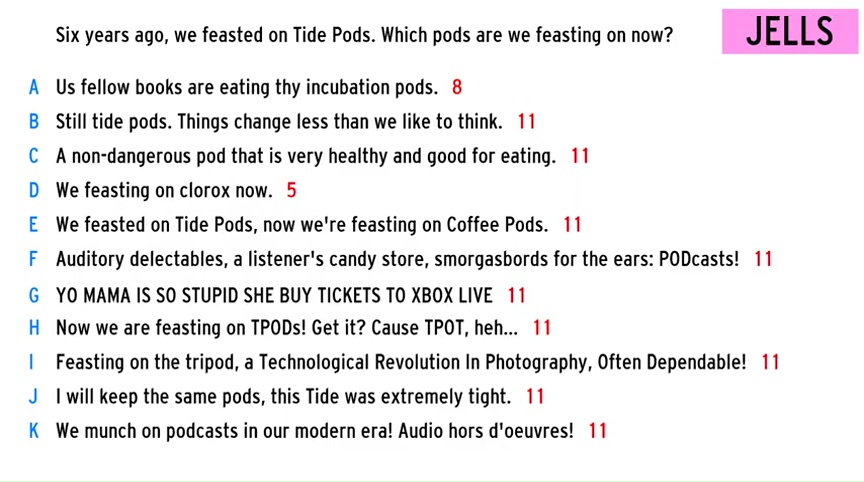 Six years ago, we feasted on Tide Pods. Which pods are we feasting on now?
JELLS
A Us fellow books are eating thy incubation pods. 8
B Still tide pods. Things change less than we like to think. 11
C A non-dangerous pod that is very healthy and good for eating. 11
D We feasting on clorox now. 5
E We feasted on Tide Pods, now we're feasting on Coffee Pods. 11
F Auditory delectables, a listener's candy store, smorgasbords for the ears: PODcasts! 11
G YO MAMA IS SO STUPID SHE BUY TICKETS TO XBOX LIVE 11
H Now we are feasting on TPODs! Get it? Cause TPOT, heh... 11
I Feasting on the tripod, a Technological Revolution In Photography, Often Dependable! 11
J I will keep the same pods, this Tide was extremely tight. 11
K We munch on podcasts in our modern era! Audio hors d'oeuvres! 11